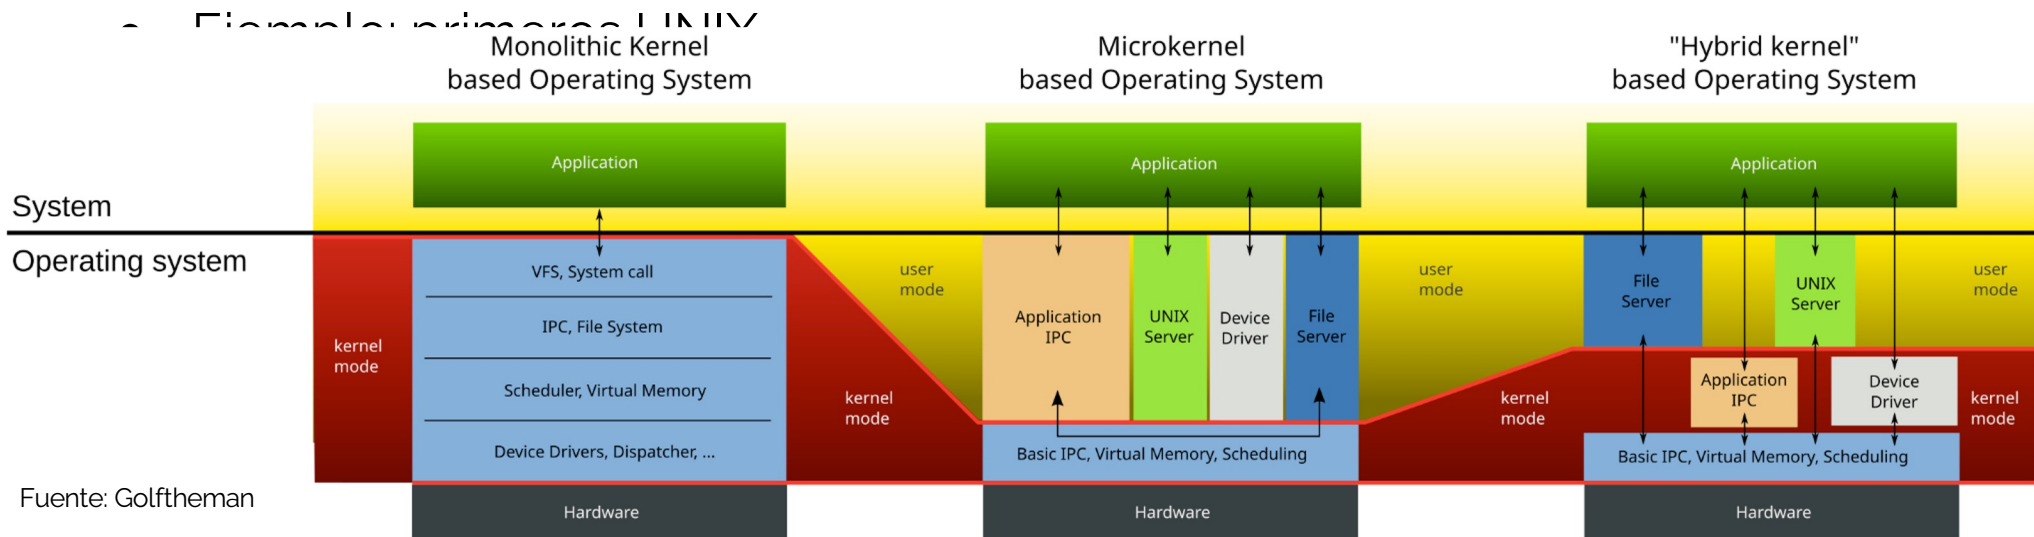 • Ejemplo: primeros UNIX
Monolithic Kernel
based Operating System
Microkernel
based Operating System
"Hybrid kernel"
based Operating System
Application
Application
Application
System
Operating system
VFS, System call
IPC, File System
Scheduler, Virtual Memory
Device Drivers, Dispatcher, ...
kernel
mode
kernel
mode
user
mode
Application
IPC
UNIX
Server
Device
Driver
File
Server
Basic IPC, Virtual Memory, Scheduling
user
mode
kernel
mode
File
Server
UNIX
Server
user
mode
Application
IPC
Device
Driver
kernel
mode
Basic IPC, Virtual Memory, Scheduling
Fuente: Golftheman
Hardware
Hardware
Hardware